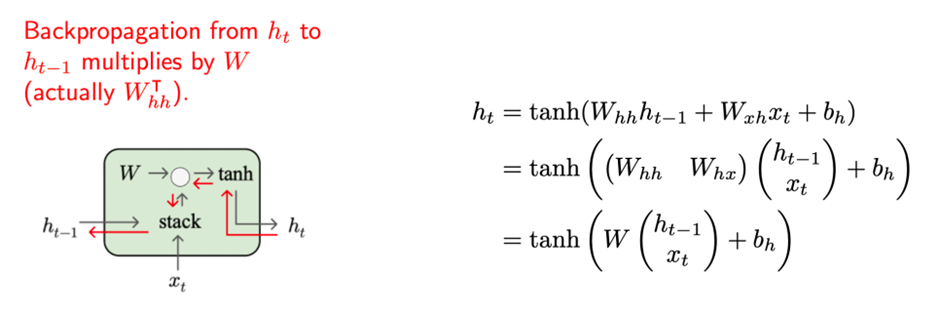 Backpropagation from h_t to
h_{t−1} multiplies by W
(actually W_{hh}^⊤).
h_t = tanh(W_{hh}h_{t−1} + W_{xh}x_t + b_h)
= tanh((W_{hh} W_{hx}) (h_{t−1} x_t) + b_h)
= tanh(W (h_{t−1} x_t) + b_h)
W tanh
h_{t−1} stack h_t
x_t